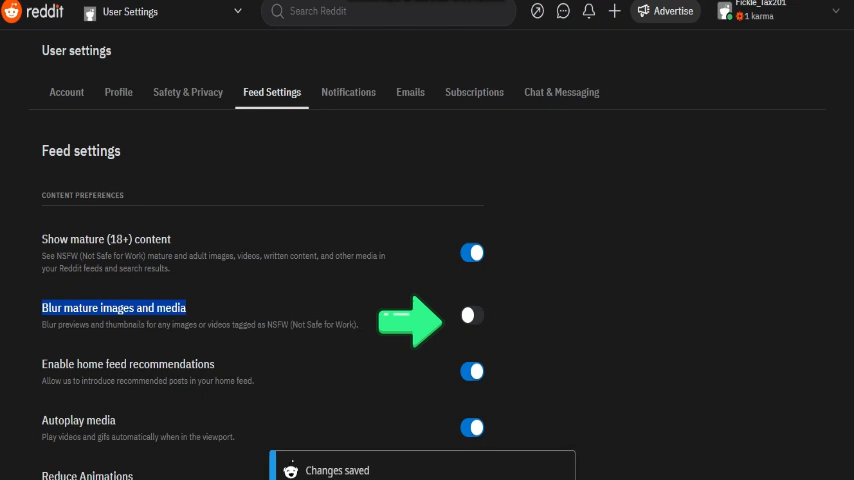 reddit
User Settings
Search Reddit
Advertise
Fickle_Tax201
1 karma
User settings
Account Profile Safety & Privacy Feed Settings Notifications Emails Subscriptions Chat & Messaging
Feed settings
CONTENT PREFERENCES
Show mature (18+) content
See NSFW (Not Safe for Work) mature and adult images, videos, written content, and other media in
your Reddit feeds and search results.
Blur mature images and media
Blur previews and thumbnails for any images or videos tagged as NSFW (Not Safe for Work).
Enable home feed recommendations
Allow us to introduce recommended posts in your home feed.
Autoplay media
Play videos and gifs automatically when in the viewport.
Reduce Animations
Changes saved